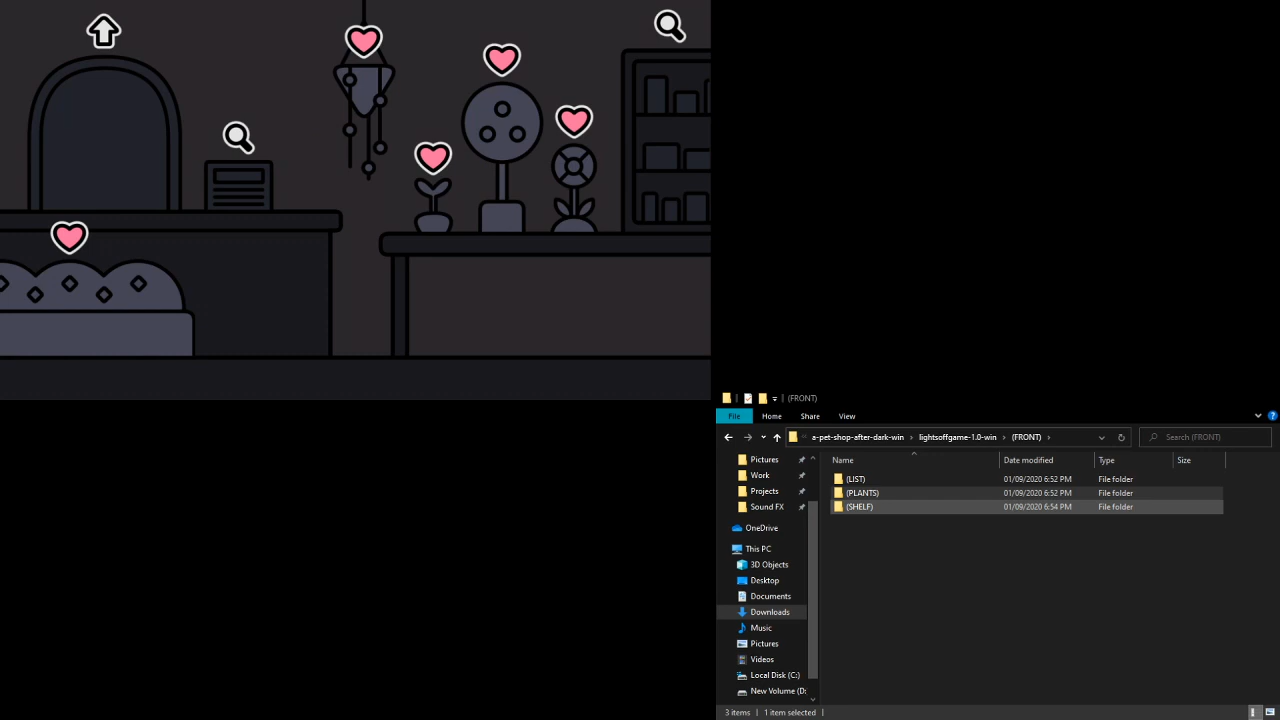 (FRONT)
File Home Share View
a-pet-shop-after-dark-win lightsoffgame-1.0-win (FRONT) Search (FRONT)
Name Date modified Type Size
Pictures
Work
Projects
Sound FX
OneDrive
This PC
3D Objects
Desktop
Documents
Downloads
Music
Pictures
Videos
Local Disk (C:)
New Volume (D:
(LIST) 01/09/2020 6:52 PM File folder
(PLANTS) 01/09/2020 6:52 PM File folder
(SHELF) 01/09/2020 6:54 PM File folder
3 items 1 item selected